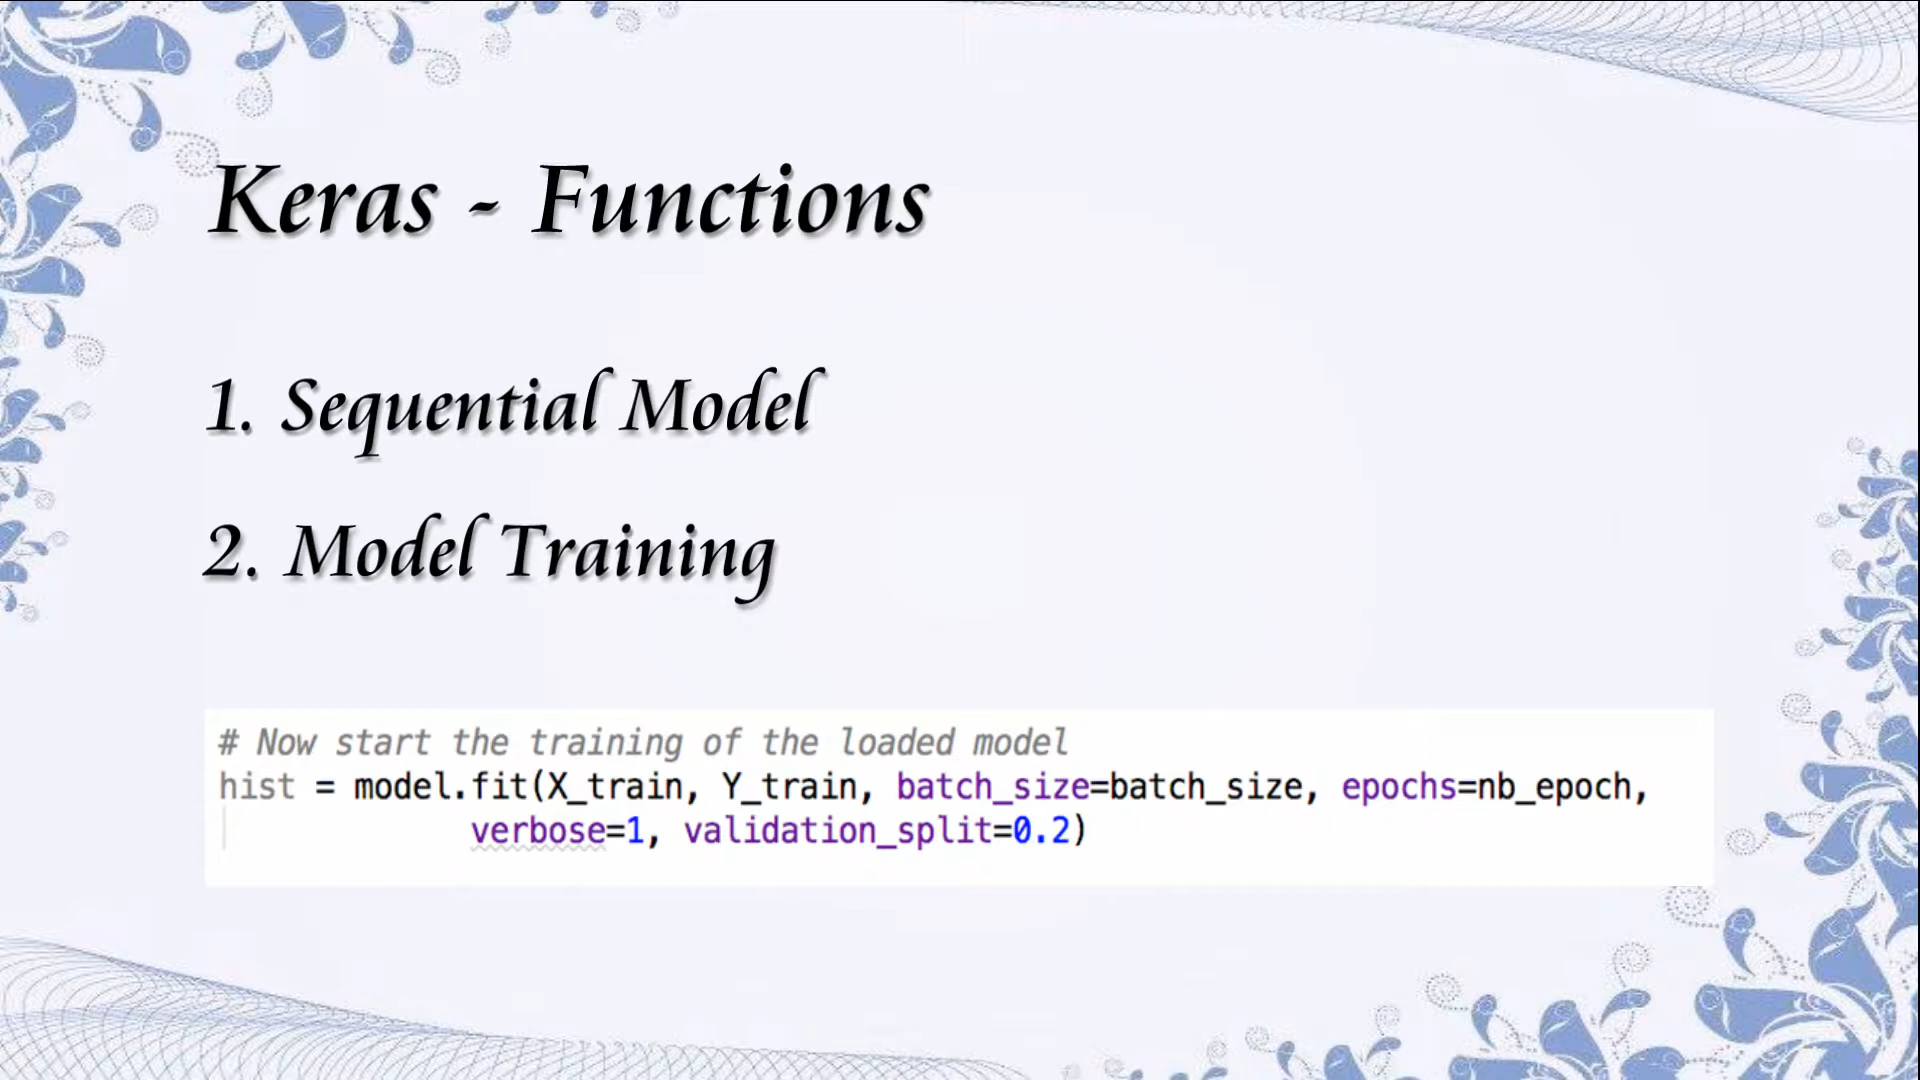 Keras - Functions
1. Sequential Model
2. Model Training
# Now start the training of the loaded model
hist = model.fit(X_train, Y_train, batch_size=batch_size, epochs=nb_epoch,
verbose=1, validation_split=0.2)